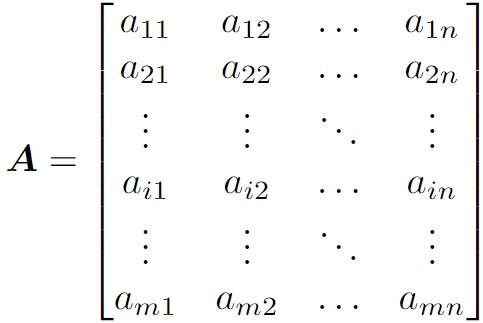 a₁₁ a₁₂ … a₁ₙ
a₂₁ a₂₂ … a₂ₙ
⋮ ⋮ ⋱ ⋮
A = aᵢ₁ aᵢ₂ … aᵢₙ
⋮ ⋮ ⋱ ⋮
aₘ₁ aₘ₂ … aₘₙ